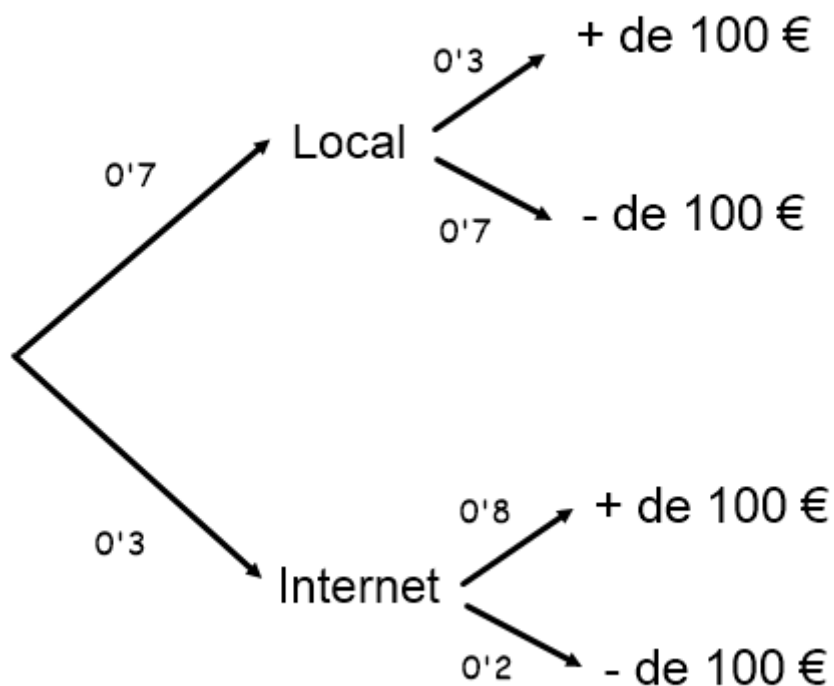 + de 100 €
0'3
Local
0'7
0'7
- de 100 €
0'8
+ de 100 €
0'3
Internet
0'2
- de 100 €